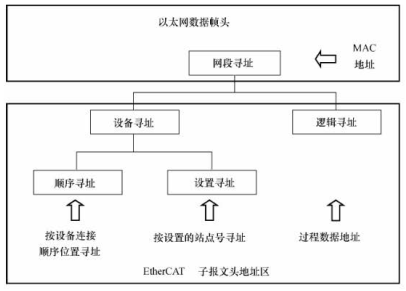 以太网数据帧头
MAC
地址
网段寻址
设备寻址
逻辑寻址
顺序寻址
设置寻址
按设备连接
顺序位置寻址
按设置的站点号寻址
过程数据地址
EtherCAT 子报文头地址区